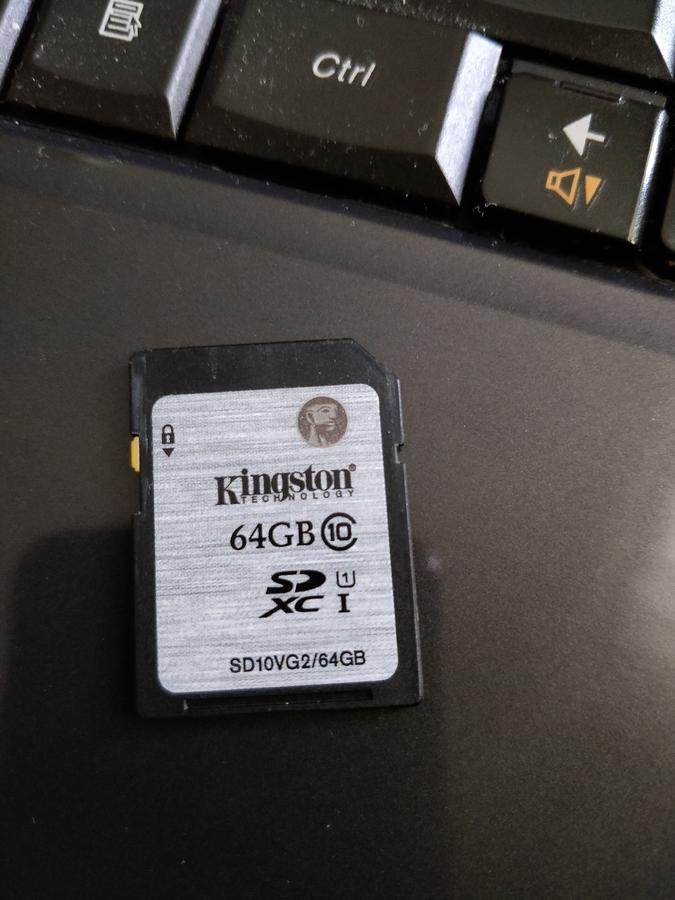 Ctrl
Kingston®
TECHNOLOGY
64GB 10
SD 1
XC I
SD10VG2/64GB